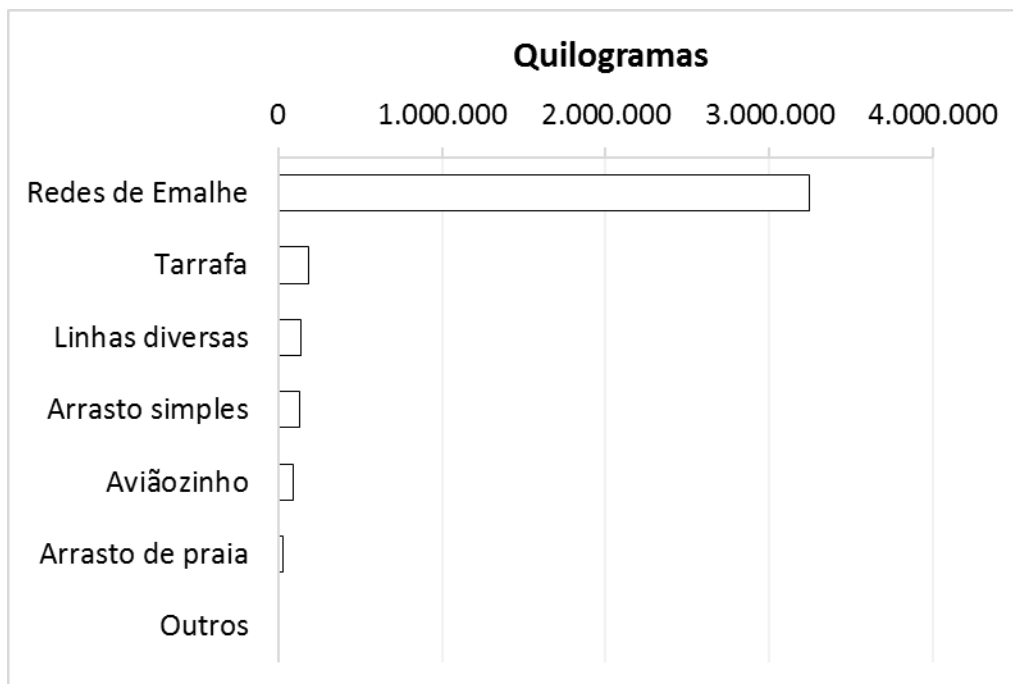 Quilogramas
0 1.000.000 2.000.000 3.000.000 4.000.000
Redes de Emalhe
Tarrafa
Linhas diversas
Arrasto simples
Aviãozinho
Arrasto de praia
Outros